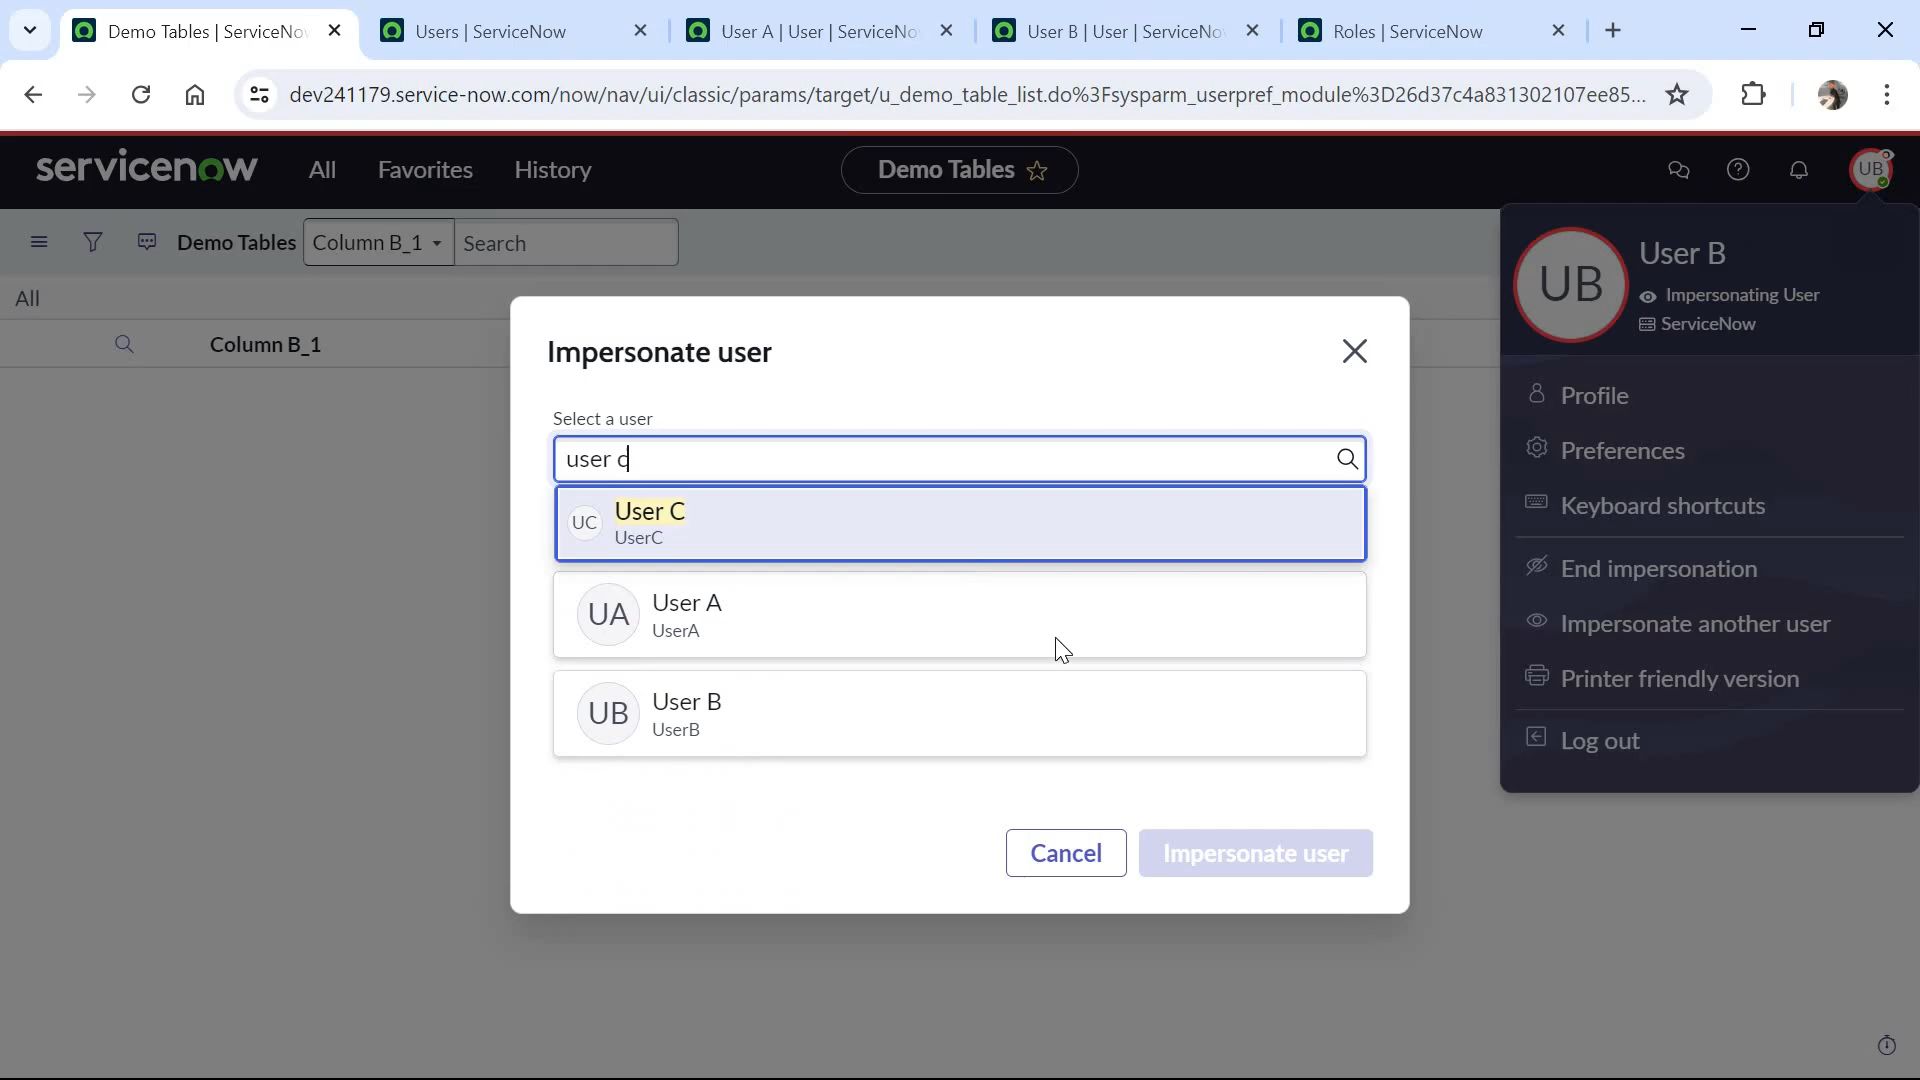 Demo Tables | ServiceNo
Users | ServiceNow
User A | User | ServiceNo
User B | User | ServiceNo
Roles | ServiceNow
dev241179.service-now.com/now/nav/ui/classic/params/target/u_demo_table_list.do%3Fsysparm_userpref_module%3D26d37c4a831302107ee85...
servicenow
All
Favorites
History
Demo Tables
UB
Demo Tables
Column B_1
Search
All
Column B_1
UB
User B
Impersonating User
ServiceNow
Profile
Preferences
Keyboard shortcuts
End impersonation
Impersonate another user
Printer friendly version
Log out
Impersonate user
Select a user
user c
UC
User C
UserC
UA
User A
UserA
UB
User B
UserB
Cancel
Impersonate user